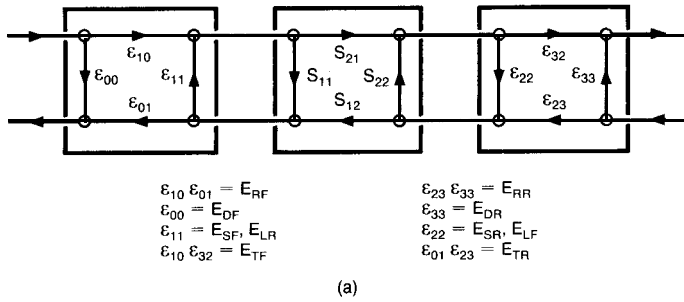 ε10 S21 ε32
ε00 ε11 S11 S22 ε22 ε33
ε01 S12 ε23
ε10 ε01 = ERF ε23 ε33 = ERR
ε00 = EDF ε33 = EDR
ε11 = ESF, ELR ε22 = ESR, ELF
ε10 ε32 = ETF ε01 ε23 = ETR
(a)